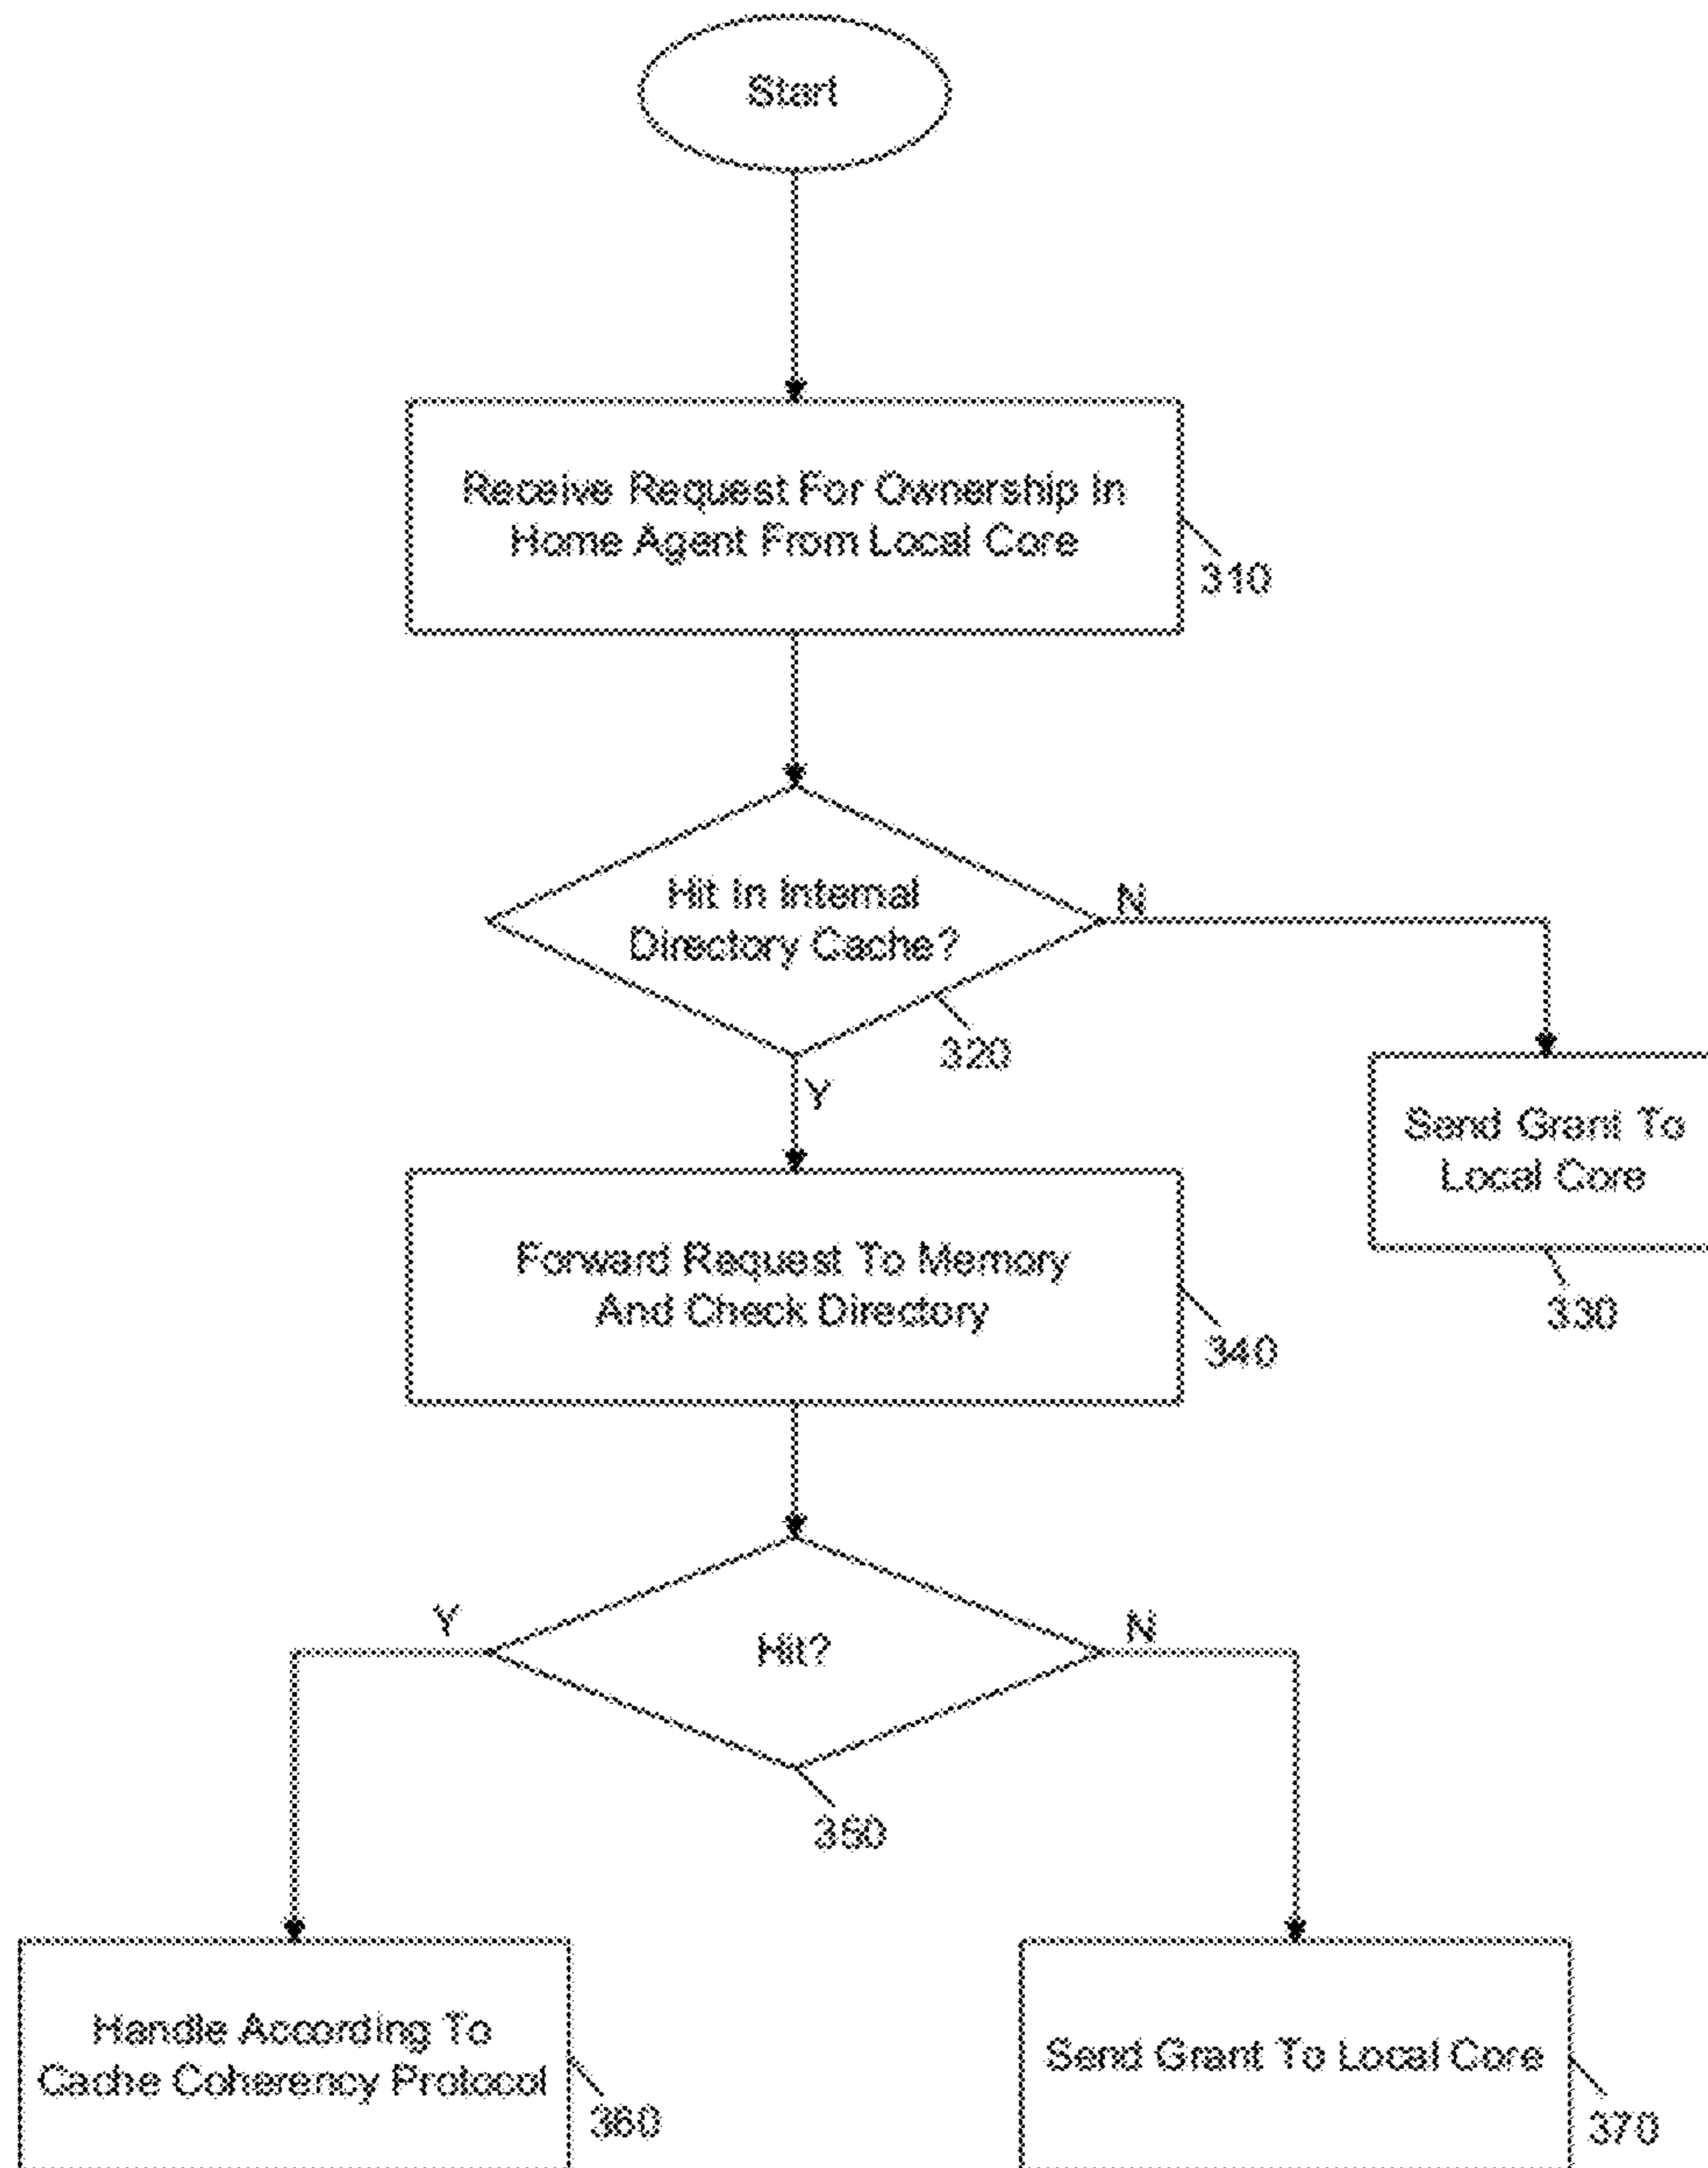 Start
Receive Request For Ownership In
Home Agent From Local Core
310
Hit In Internal
Directory Cache?
N
320
Y
Send Grant To
Local Core
330
Forward Request To Memory
And Check Directory
340
Y
Hit?
N
350
Handle According To
Cache Coherency Protocol
360
Send Grant To Local Core
370